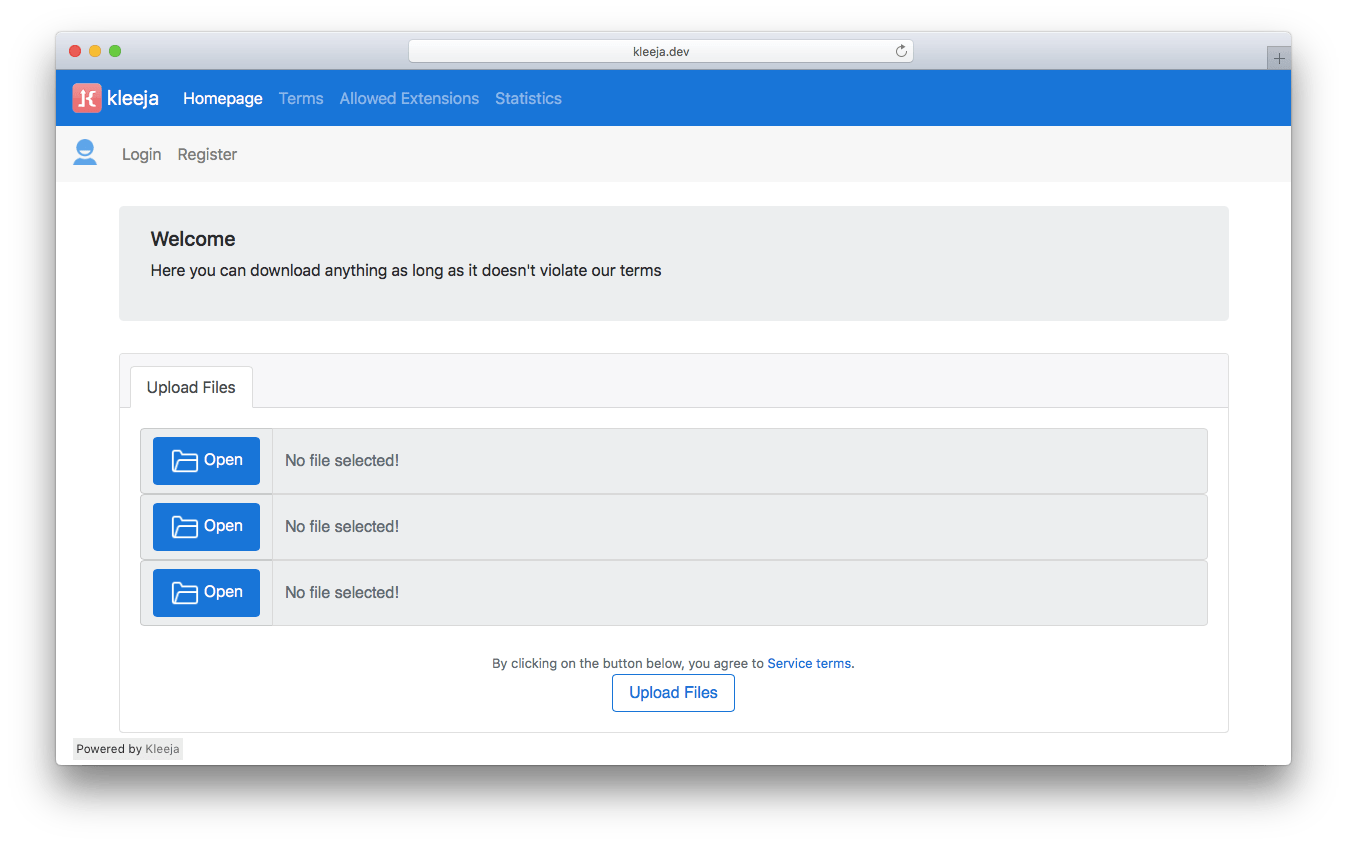 kleeja.dev
kleeja Homepage Terms Allowed Extensions Statistics
Login Register
Welcome
Here you can download anything as long as it doesn't violate our terms
Upload Files
Open No file selected!
Open No file selected!
Open No file selected!
By clicking on the button below, you agree to Service terms.
Upload Files
Powered by Kleeja